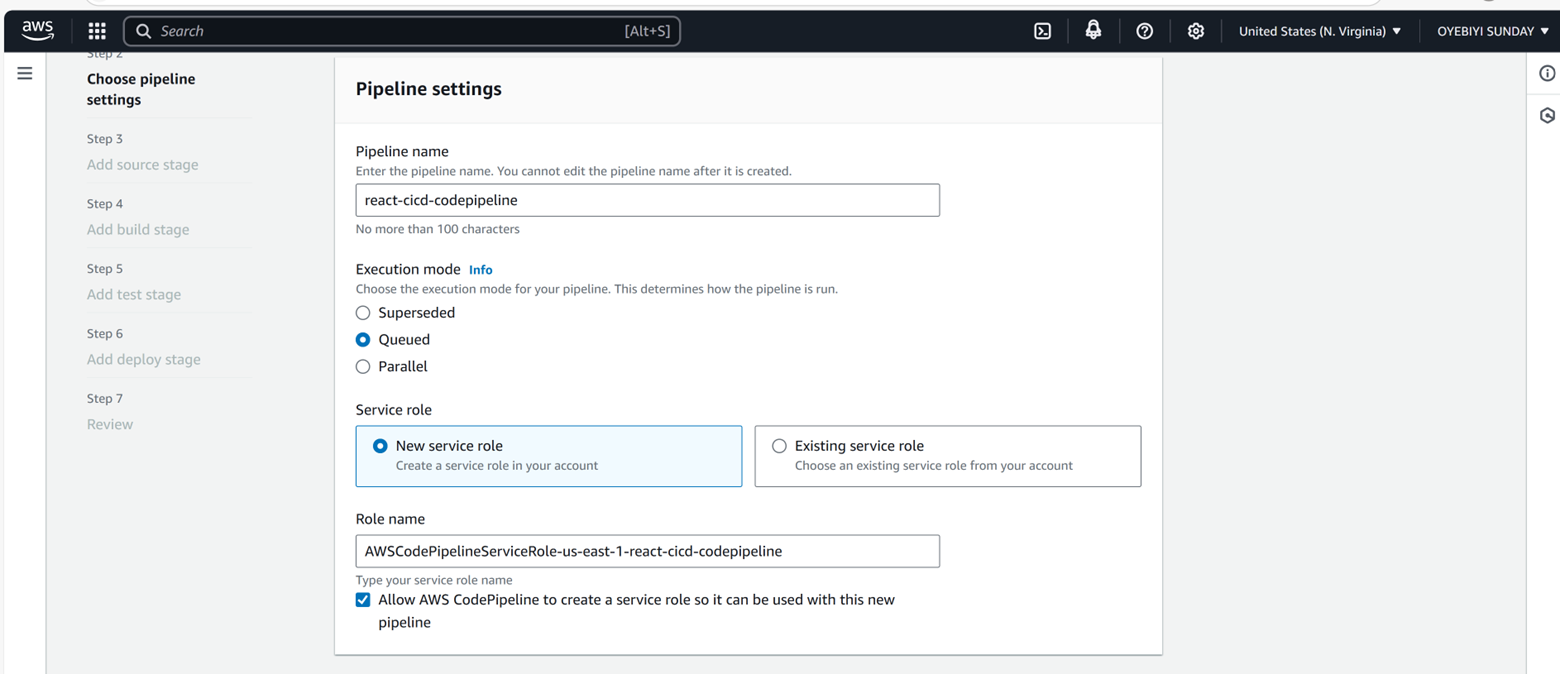 aws
Search
[Alt+S]
United States (N. Virginia)
OYEBIYI SUNDAY
Step 2
Choose pipeline
settings
Step 3
Add source stage
Step 4
Add build stage
Step 5
Add test stage
Step 6
Add deploy stage
Step 7
Review
Pipeline settings
Pipeline name
Enter the pipeline name. You cannot edit the pipeline name after it is created.
react-cicd-codepipeline
No more than 100 characters
Execution mode Info
Choose the execution mode for your pipeline. This determines how the pipeline is run.
Superseded
Queued
Parallel
Service role
New service role
Create a service role in your account
Existing service role
Choose an existing service role from your account
Role name
AWSCodePipelineServiceRole-us-east-1-react-cicd-codepipeline
Type your service role name
Allow AWS CodePipeline to create a service role so it can be used with this new
pipeline